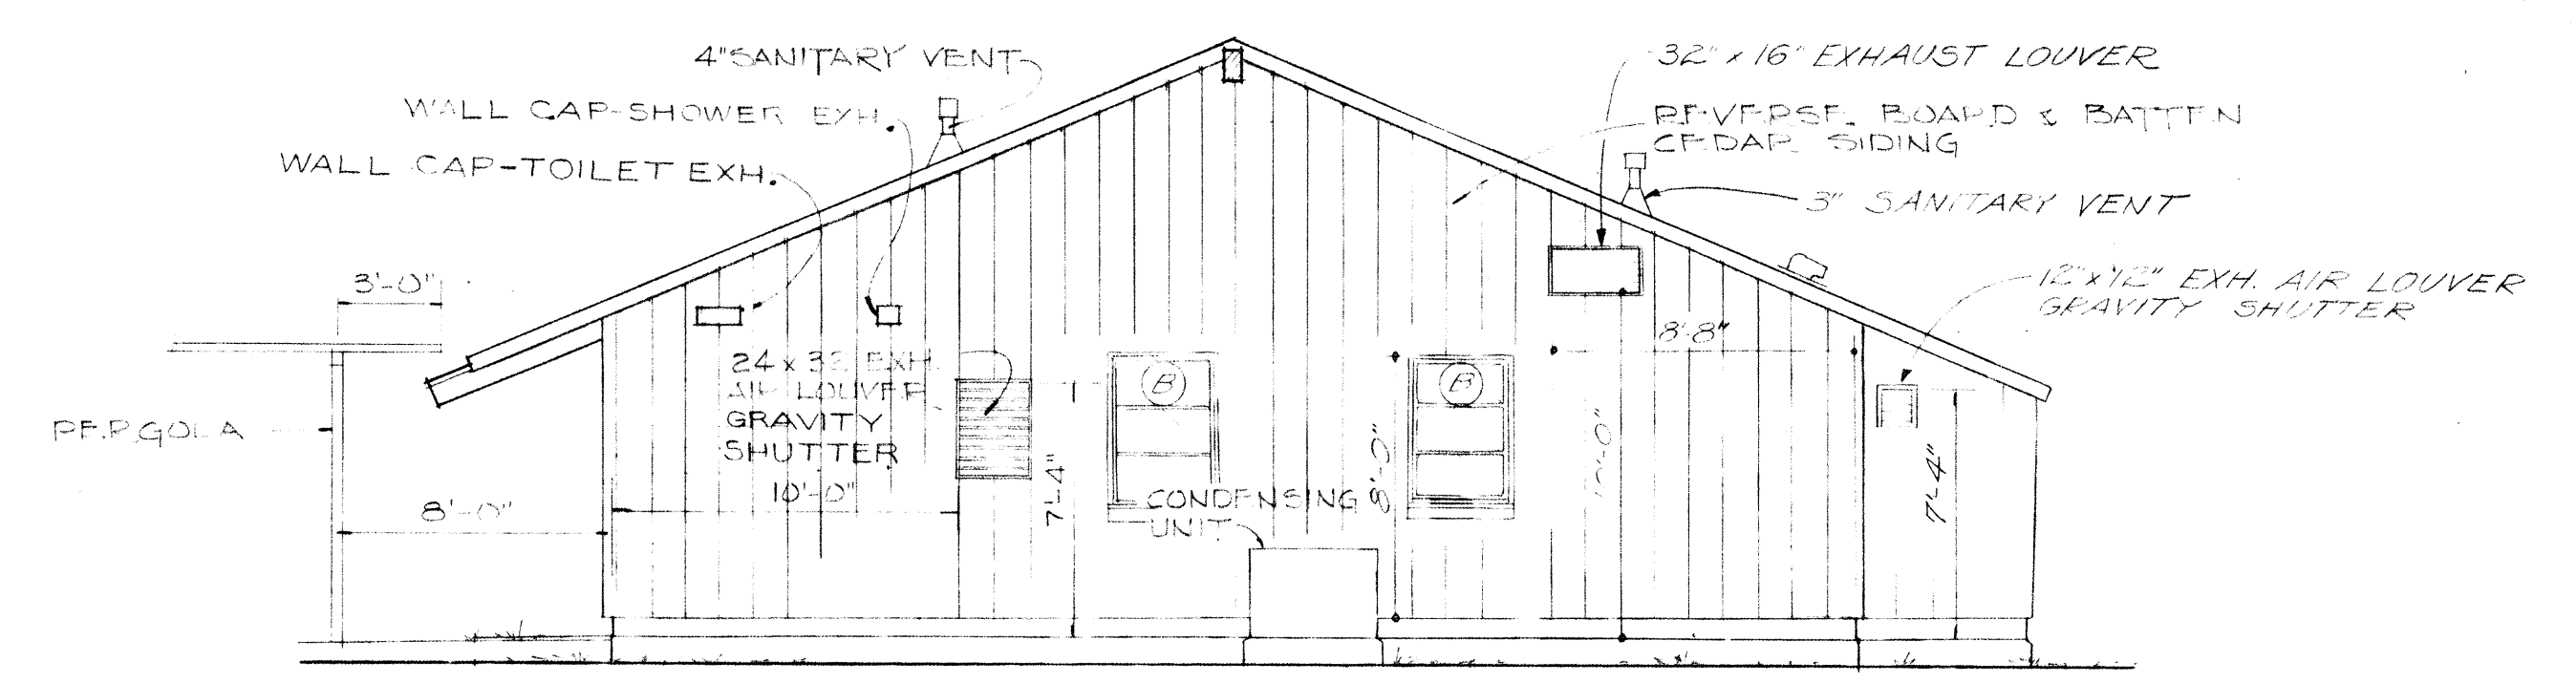 4" SANITARY VENT
WALL CAP-SHOWER EXH.
WALL CAP-TOILET EXH.
32" x 16" EXHAUST LOUVER
REVERSE BOARD & BATTEN
CEDAR SIDING
3" SANITARY VENT
12"x12" EXH. AIR LOUVER
GRAVITY SHUTTER
3'-0"
8'-8"
24 x 32 EXH.
AIR LOUVER
GRAVITY
SHUTTER
B
B
PERGOLA
10'-0"
8'-0"
7'-4"
CONDENSING
UNIT
8'-0"
7'-4"